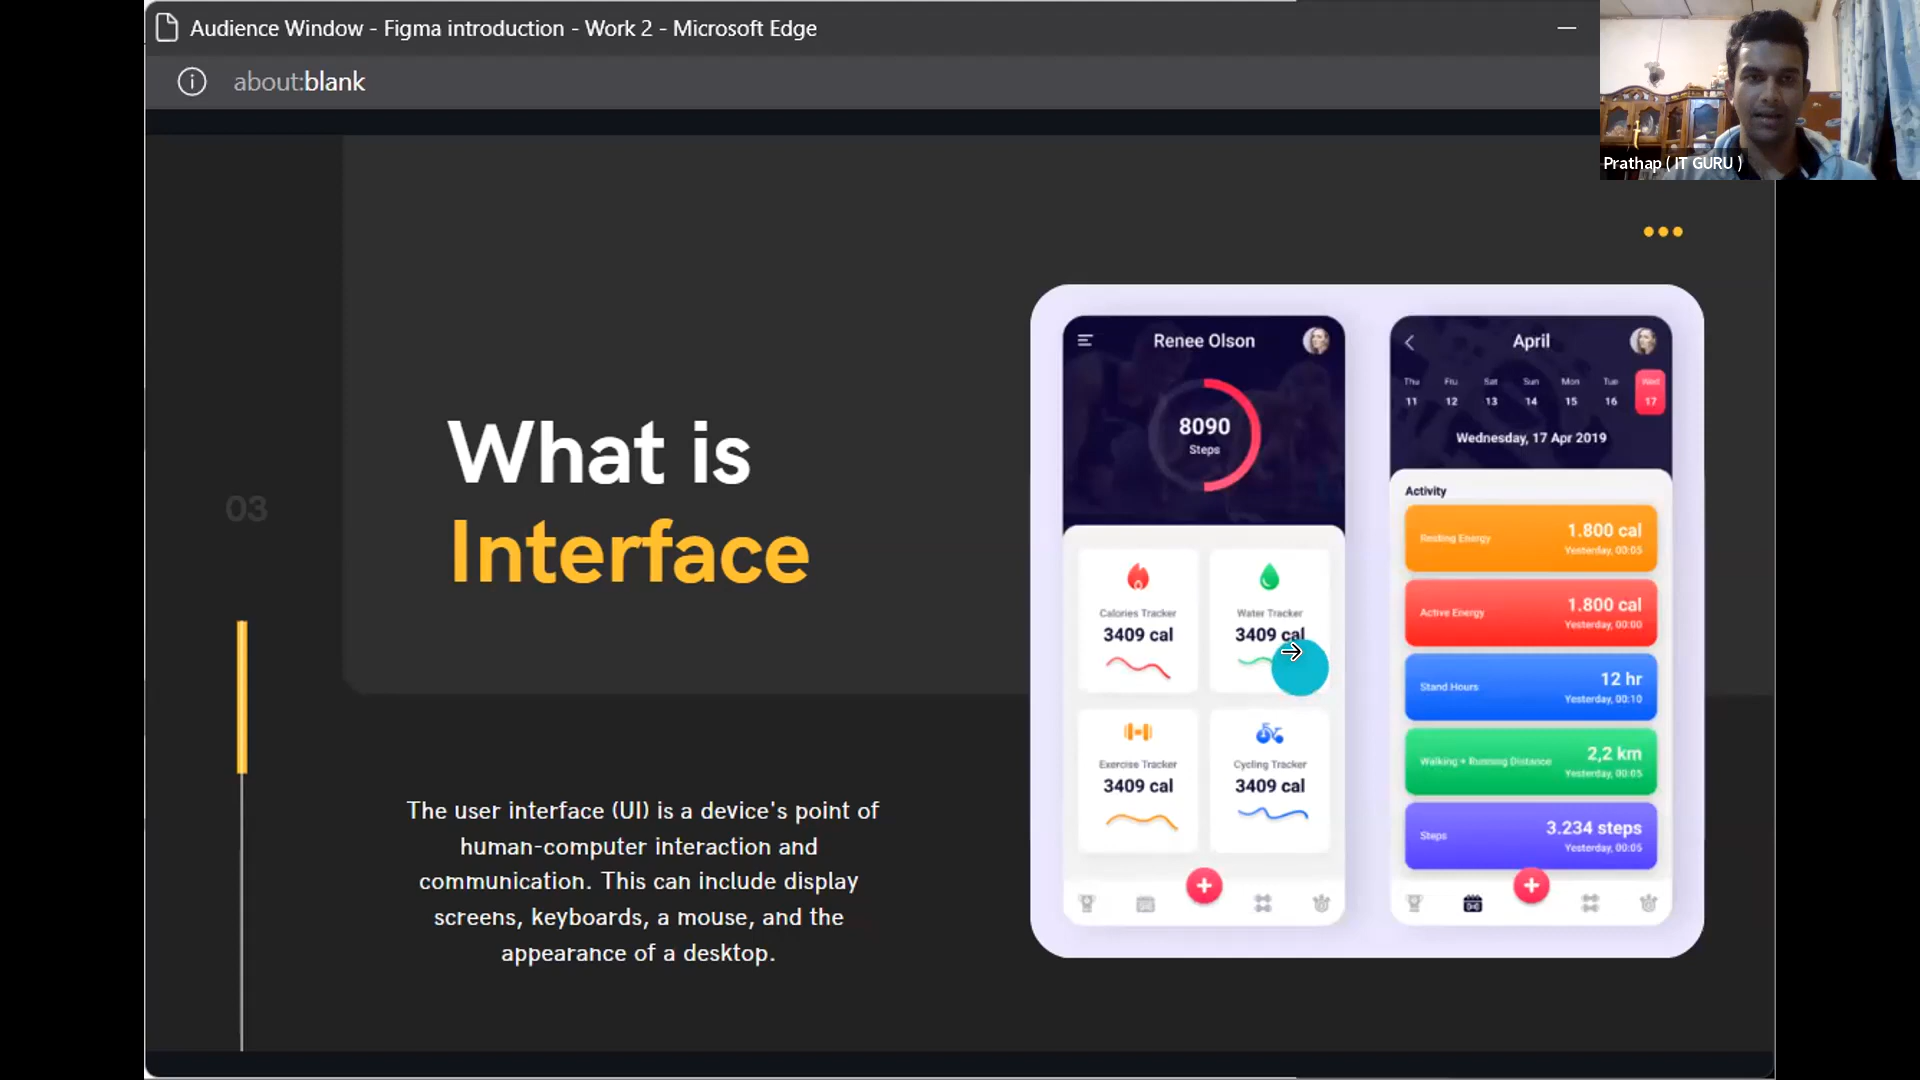 Audience Window - Figma introduction - Work 2 - Microsoft Edge
about:blank
Prathap ( IT GURU )
03
What is
Interface
The user interface (UI) is a device's point of
human-computer interaction and
communication. This can include display
screens, keyboards, a mouse, and the
appearance of a desktop.
Renee Olson
8090
Steps
Calories Tracker
3409 cal
Water Tracker
3409 cal
Exercise Tracker
3409 cal
Cycling Tracker
3409 cal
April
Thu Fru Sat Sun Mon Tue Wed
11 12 13 14 15 16 17
Wednesday, 17 Apr 2019
Activity
Resting Energy
1.800 cal
Yesterday, 00:05
Active Energy
1.800 cal
Yesterday, 00:00
Stand Hours
12 hr
Yesterday, 00:10
Walking + Running Distance
2,2 km
Yesterday, 00:05
Steps
3.234 steps
Yesterday, 00:05